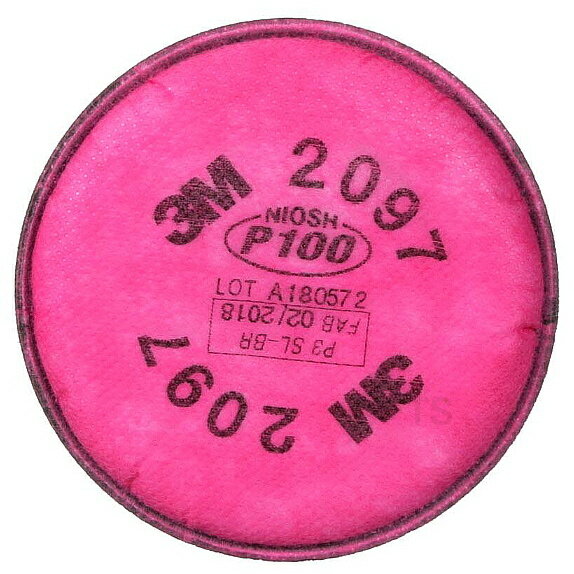 3M 2097
NIOSH
P100
LOT A180572
FAB 02/2018
P3 SL-BR
3M 2097